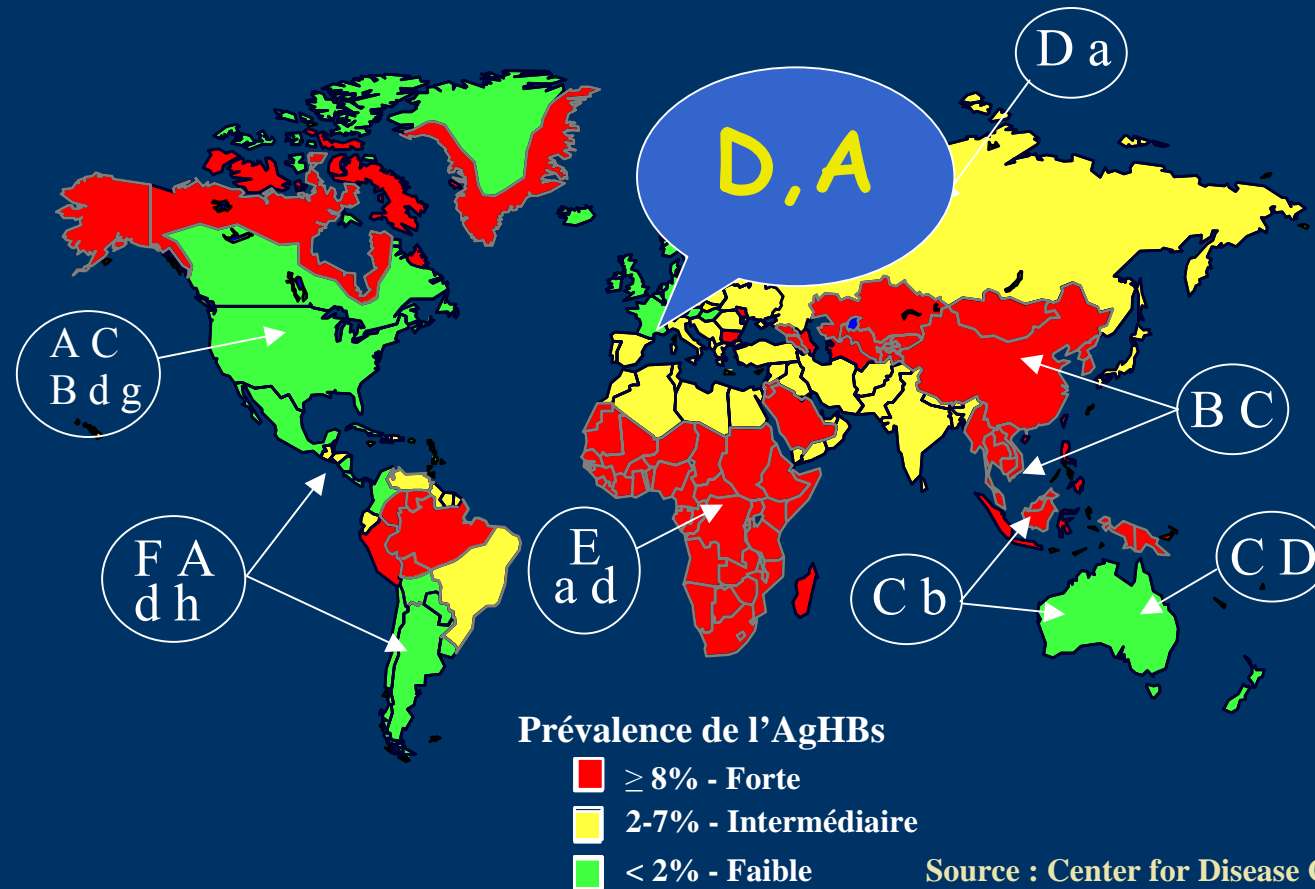 D a
D, A
A C
B d g
B C
F A
d h
E
a d
C b
C D
Prévalence de l’AgHBs
≥ 8% - Forte
2-7% - Intermédiaire
< 2% - Faible
Source : Center for Disease